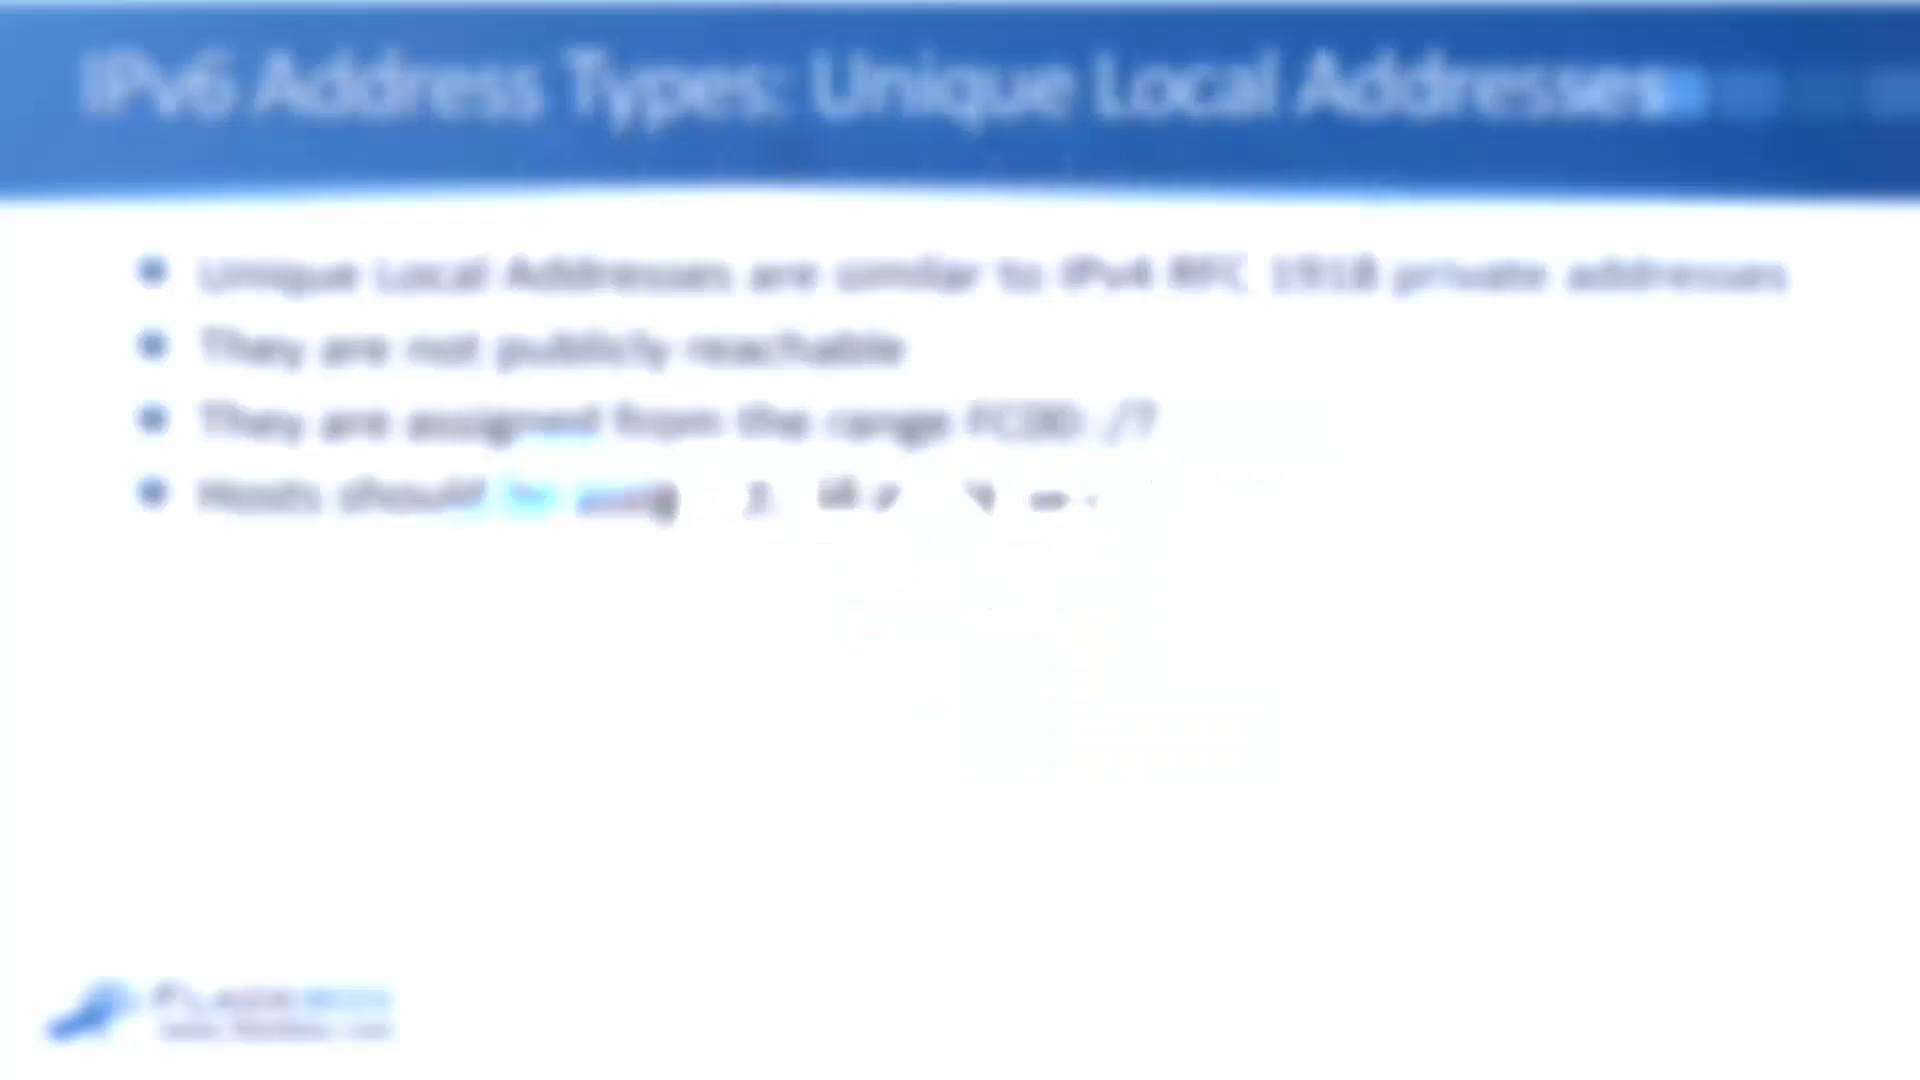 IPv6 Address Types: Unique Local Addresses
Unique Local Addresses are similar to IPv4 RFC 1918 private addresses
They are not publicly reachable
They are assigned from the range FC00::/7
Hosts should be